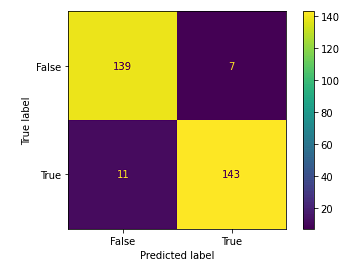 True label
False
True
139
7
11
143
False
True
Predicted label
140
120
100
80
60
40
20